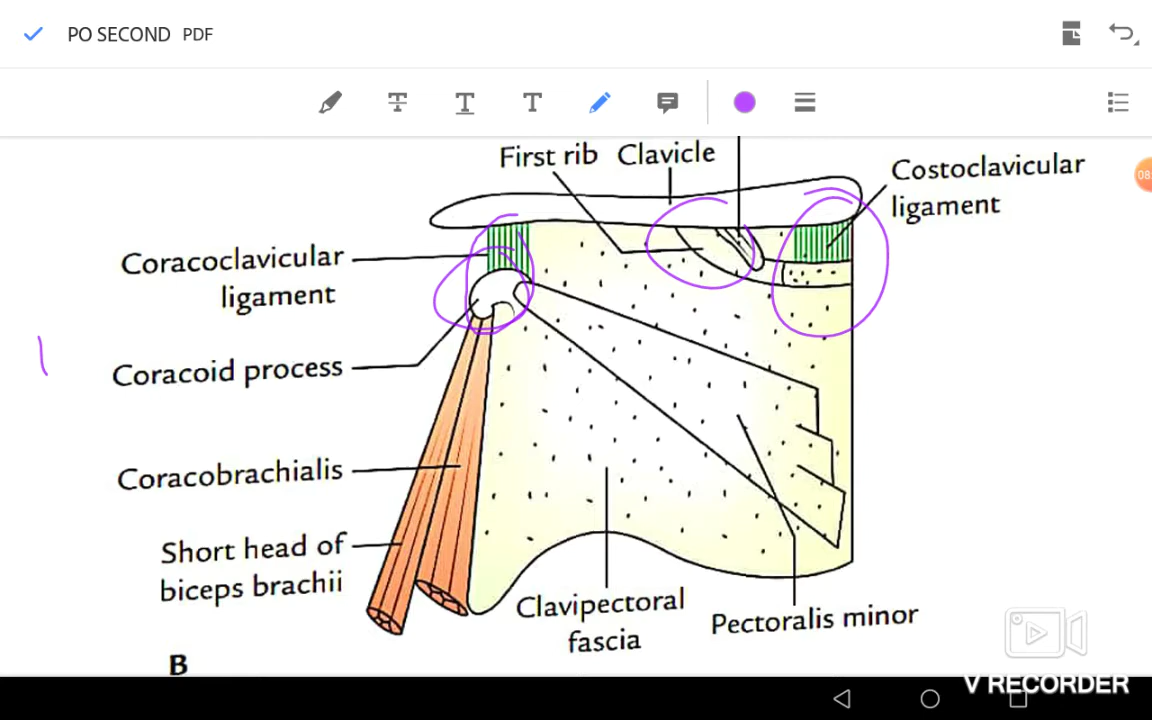 PO SECOND PDF
First rib Clavicle
Costoclavicular
ligament
Coracoclavicular
ligament
Coracoid process
Coracobrachialis
Short head of
biceps brachii
Clavipectoral
fascia
Pectoralis minor
B
V RECORDER